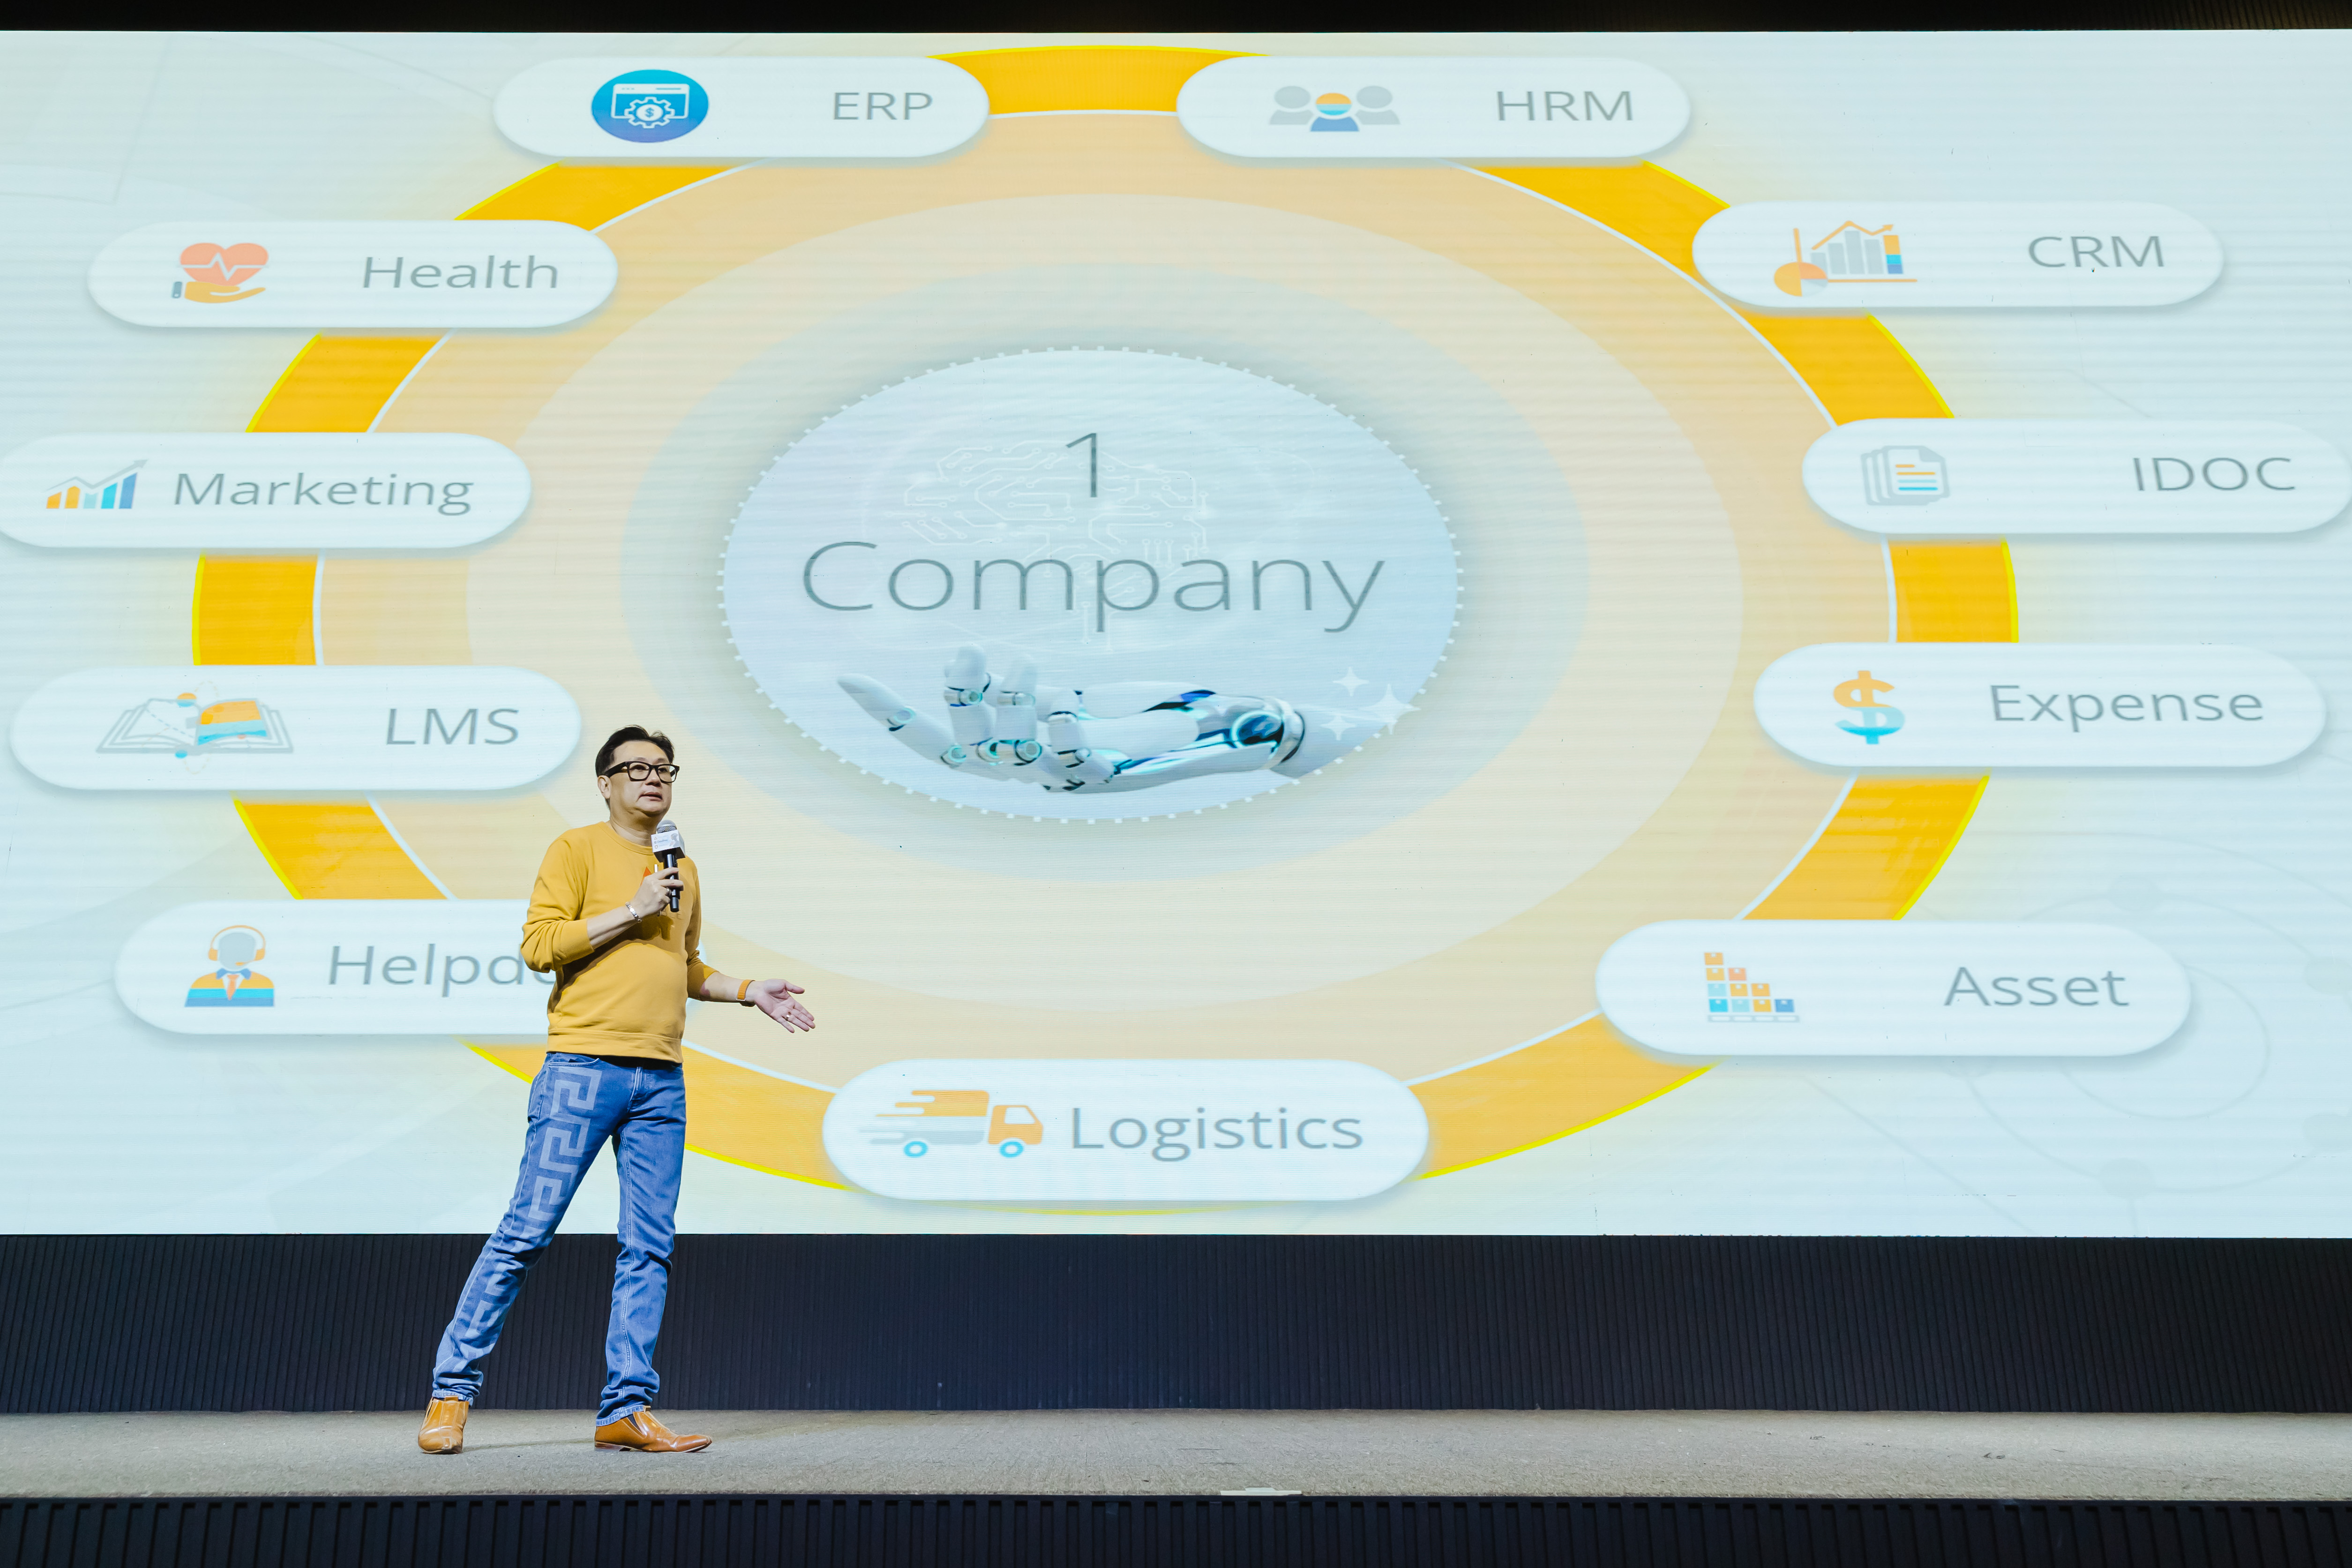 ERP
HRM
Health
CRM
Marketing
1
Company
IDOC
LMS
Expense
Asset
Logistics